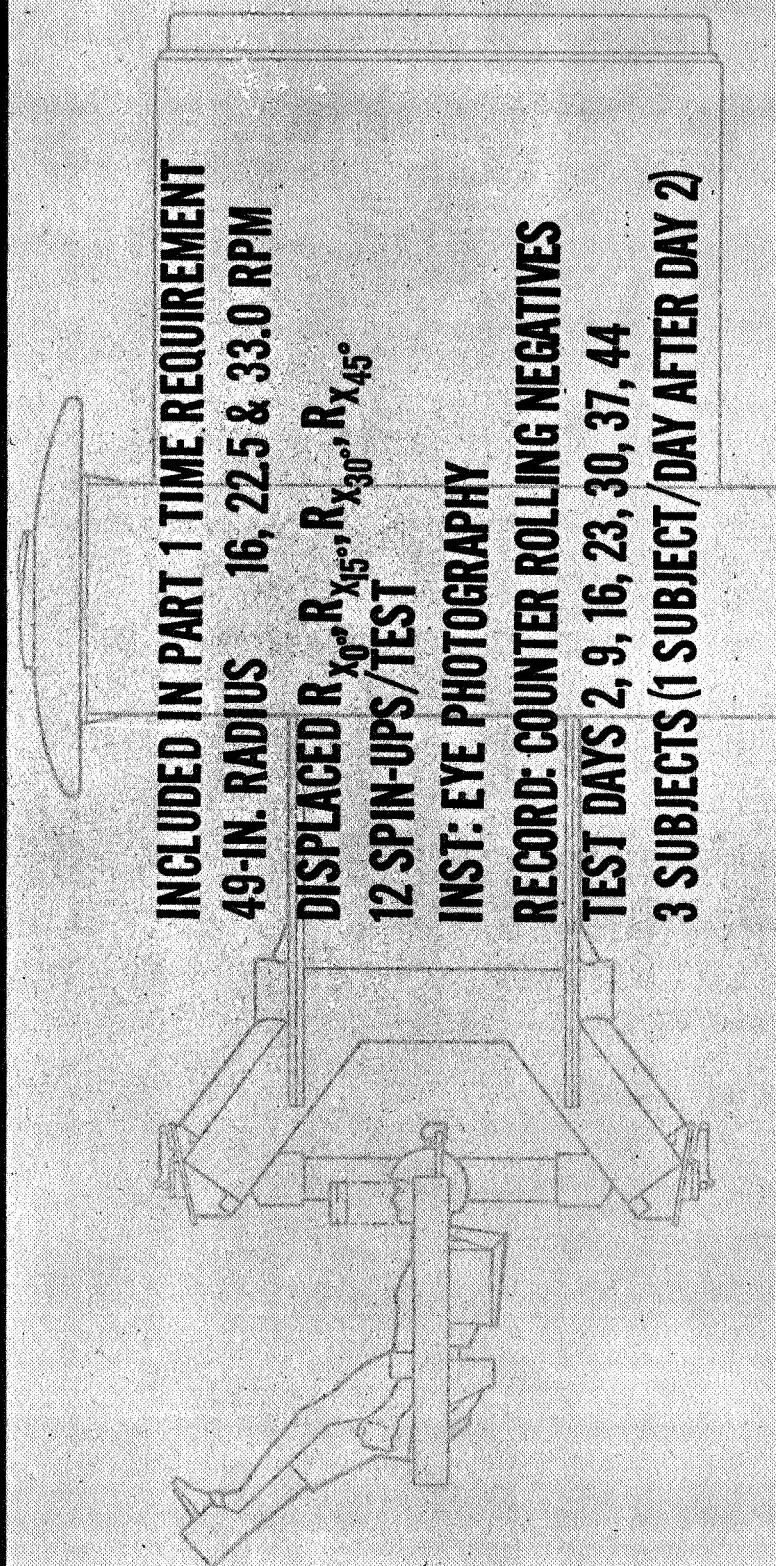 INCLUDED IN PART 1 TIME REQUIREMENT
49-IN. RADIUS 16, 22.5 & 33.0 RPM
DISPLACED R X0°, R X15°, R X30°, R X45°
12 SPIN-UPS/TEST
INST: EYE PHOTOGRAPHY
RECORD: COUNTER ROLLING NEGATIVES
TEST DAYS 2, 9, 16, 23, 30, 37, 44
3 SUBJECTS (1 SUBJECT/DAY AFTER DAY 2)